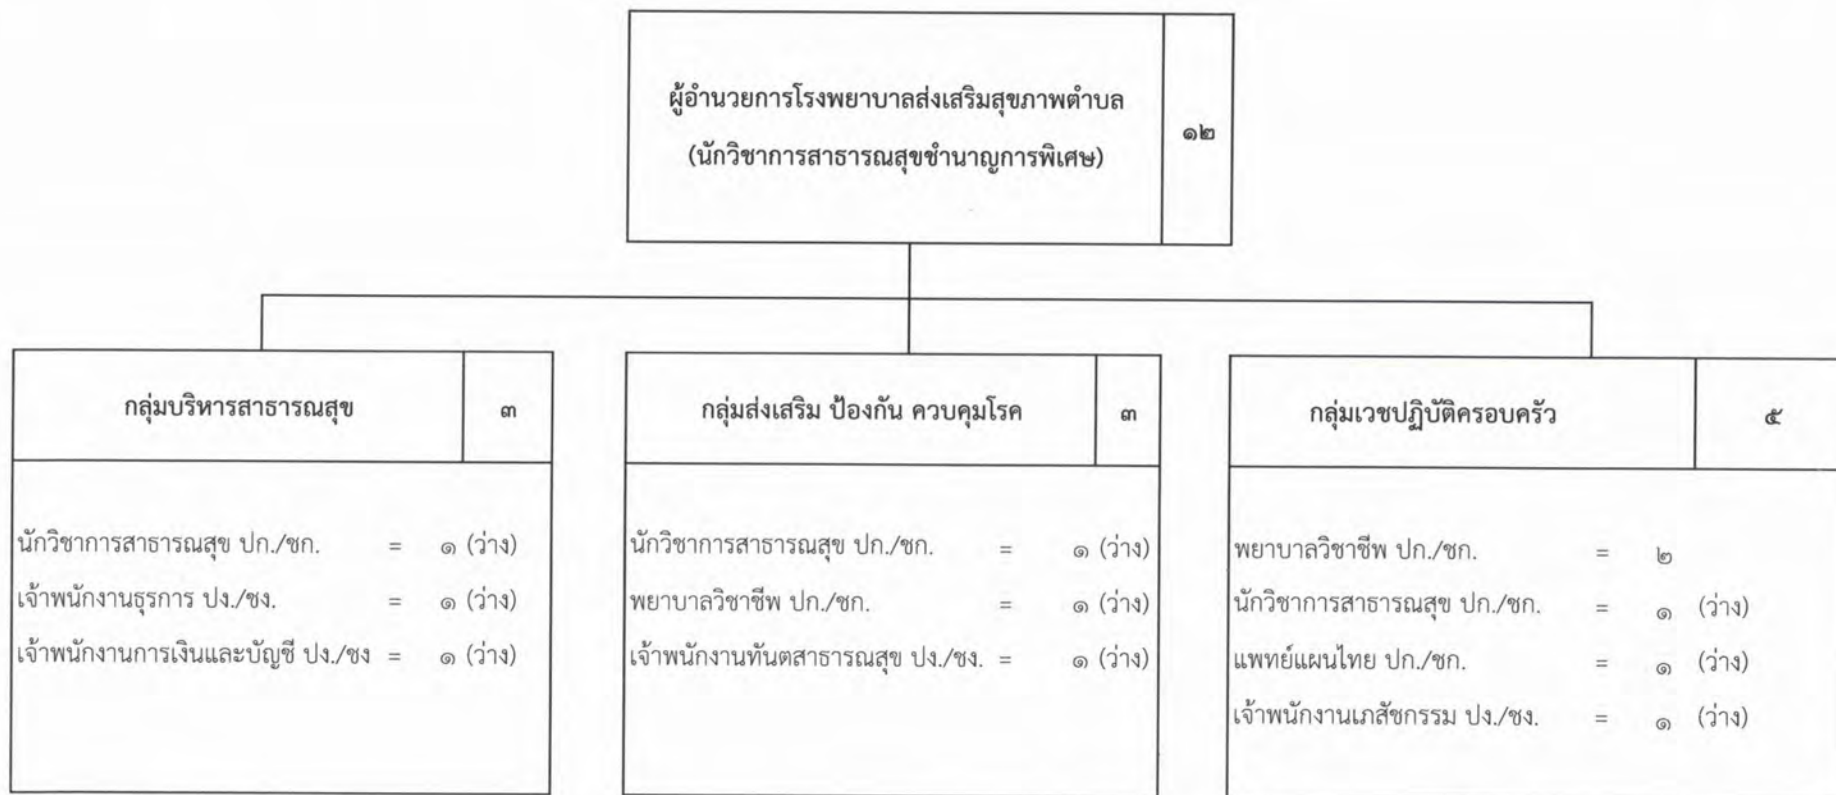 ผู้อำนวยการโรงพยาบาลส่งเสริมสุขภาพตำบล
(นักวิชาการสาธารณสุขชำนาญการพิเศษ)
๑๒
กลุ่มบริหารสาธารณสุข ๓
นักวิชาการสาธารณสุข ปก./ชก. = ๑ (ว่าง)
เจ้าพนักงานธุรการ ปง./ชง. = ๑ (ว่าง)
เจ้าพนักงานการเงินและบัญชี ปง./ชง = ๑ (ว่าง)
กลุ่มส่งเสริม ป้องกัน ควบคุมโรค ๓
นักวิชาการสาธารณสุข ปก./ชก. = ๑ (ว่าง)
พยาบาลวิชาชีพ ปก./ชก. = ๑ (ว่าง)
เจ้าพนักงานทันตสาธารณสุข ปง./ชง. = ๑ (ว่าง)
กลุ่มเวชปฏิบัติครอบครัว ๕
พยาบาลวิชาชีพ ปก./ชก. = ๒
นักวิชาการสาธารณสุข ปก./ชก. = ๑ (ว่าง)
แพทย์แผนไทย ปก./ชก. = ๑ (ว่าง)
เจ้าพนักงานเภสัชกรรม ปง./ชง. = ๑ (ว่าง)